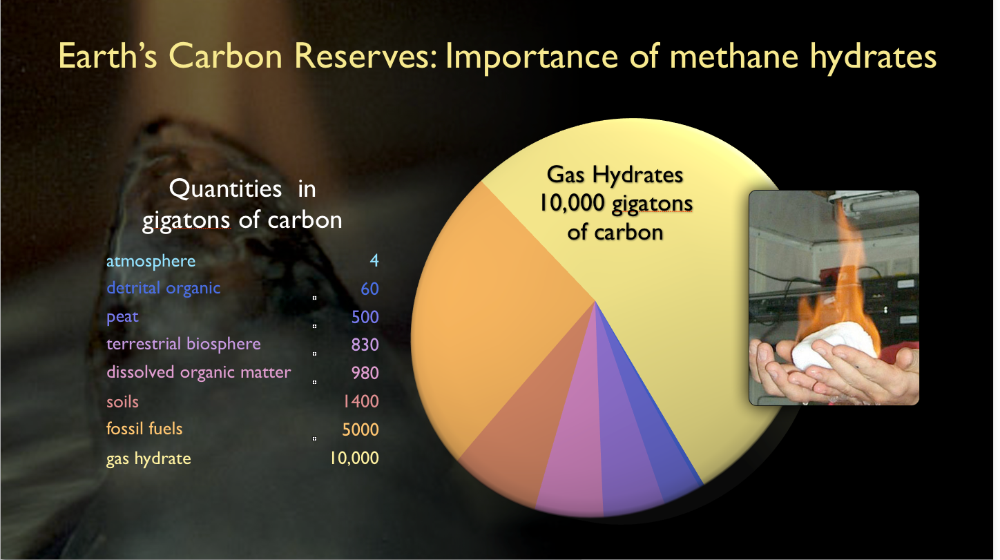 Earth’s Carbon Reserves: Importance of methane hydrates
Quantities in
gigatons of carbon
atmosphere 4
detrital organic 60
peat 500
terrestrial biosphere 830
dissolved organic matter 980
soils 1400
fossil fuels 5000
gas hydrate 10,000
Gas Hydrates
10,000 gigatons
of carbon